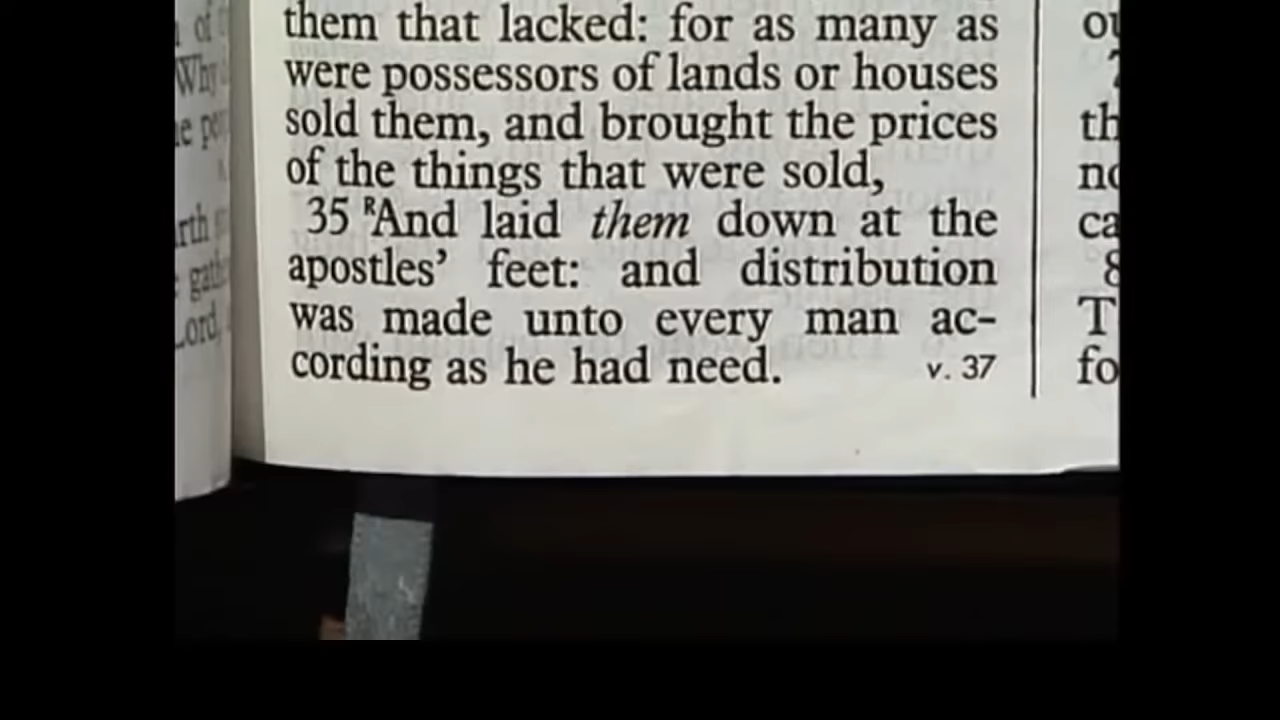 them that lacked: for as many as
were possessors of lands or houses
sold them, and brought the prices
of the things that were sold,
35 ᴿAnd laid them down at the
apostles’ feet: and distribution
was made unto every man ac-
cording as he had need. v. 37